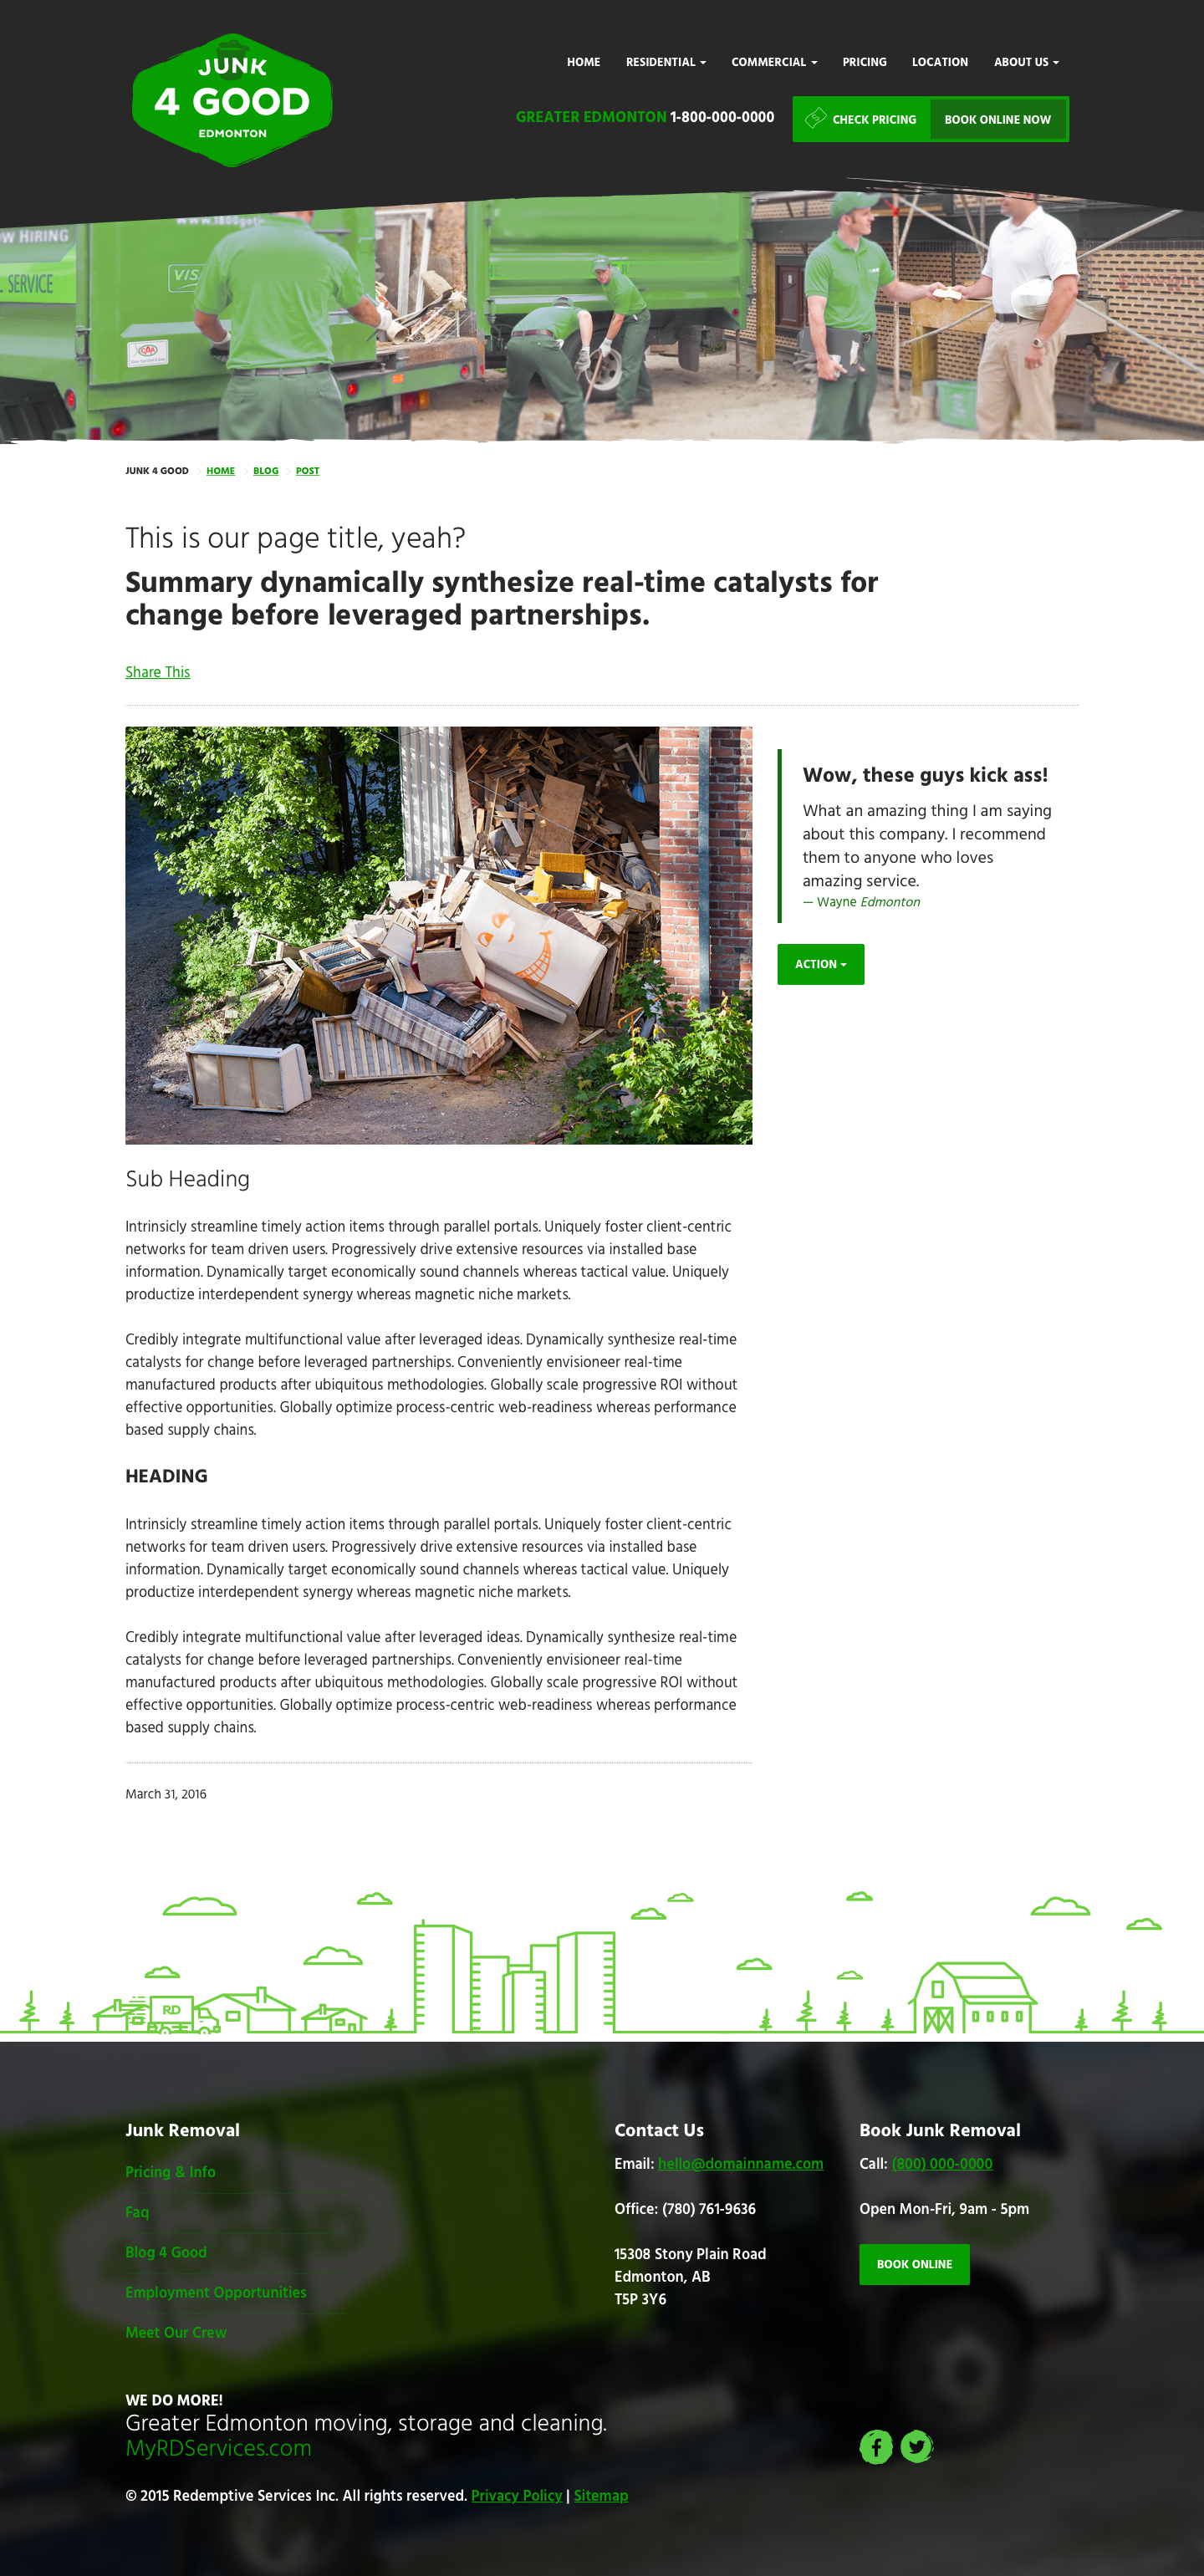 JUNK
4 GOOD
EDMONTON
HOME RESIDENTIAL COMMERCIAL PRICING LOCATION ABOUT US
GREATER EDMONTON 1-800-000-0000
CHECK PRICING BOOK ONLINE NOW
www.1800got
OW HIRING
L SERVICE
VISA
CAA
JUNK 4 GOOD HOME BLOG POST
This is our page title, yeah?
Summary dynamically synthesize real-time catalysts for
change before leveraged partnerships.
Share This
Wow, these guys kick ass!
What an amazing thing I am saying
about this company. I recommend
them to anyone who loves
amazing service.
— Wayne Edmonton
ACTION
Sub Heading
Intrinsicly streamline timely action items through parallel portals. Uniquely foster client-centric
networks for team driven users. Progressively drive extensive resources via installed base
information. Dynamically target economically sound channels whereas tactical value. Uniquely
productize interdependent synergy whereas magnetic niche markets.
Credibly integrate multifunctional value after leveraged ideas. Dynamically synthesize real-time
catalysts for change before leveraged partnerships. Conveniently envisioneer real-time
manufactured products after ubiquitous methodologies. Globally scale progressive ROI without
effective opportunities. Globally optimize process-centric web-readiness whereas performance
based supply chains.
HEADING
Intrinsicly streamline timely action items through parallel portals. Uniquely foster client-centric
networks for team driven users. Progressively drive extensive resources via installed base
information. Dynamically target economically sound channels whereas tactical value. Uniquely
productize interdependent synergy whereas magnetic niche markets.
Credibly integrate multifunctional value after leveraged ideas. Dynamically synthesize real-time
catalysts for change before leveraged partnerships. Conveniently envisioneer real-time
manufactured products after ubiquitous methodologies. Globally scale progressive ROI without
effective opportunities. Globally optimize process-centric web-readiness whereas performance
based supply chains.
March 31, 2016
RD
Junk Removal
Pricing & Info
Faq
Blog 4 Good
Employment Opportunities
Meet Our Crew
Contact Us
Email: hello@domainname.com
Office: (780) 761-9636
15308 Stony Plain Road
Edmonton, AB
T5P 3Y6
Book Junk Removal
Call: (800) 000-0000
Open Mon-Fri, 9am - 5pm
BOOK ONLINE
WE DO MORE!
Greater Edmonton moving, storage and cleaning.
MyRDServices.com
© 2015 Redemptive Services Inc. All rights reserved. Privacy Policy | Sitemap